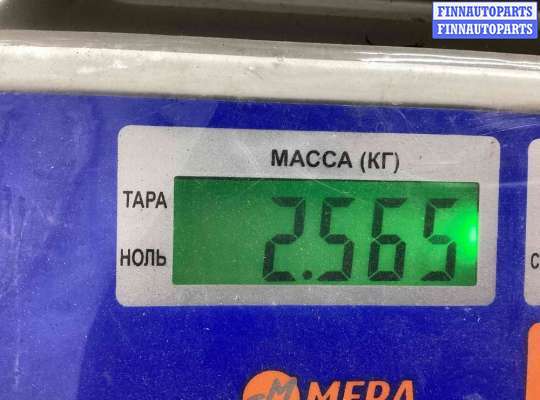 FINNAUTOPARTS
FINNAUTOPARTS
МАССА (КГ)
ТАРА
2.565
НОЛЬ
МЕРА